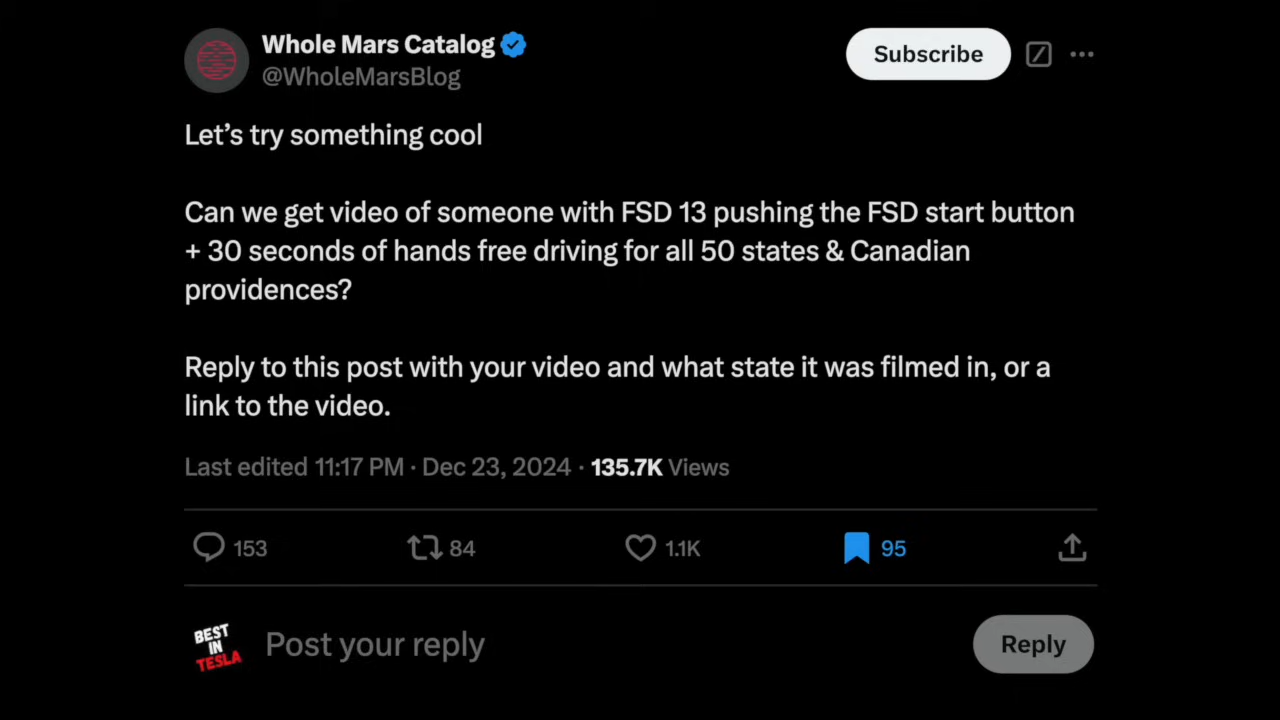 Whole Mars Catalog
Subscribe
@WholeMarsBlog
Let’s try something cool
Can we get video of someone with FSD 13 pushing the FSD start button
+ 30 seconds of hands free driving for all 50 states & Canadian
providences?
Reply to this post with your video and what state it was filmed in, or a
link to the video.
Last edited 11:17 PM · Dec 23, 2024 · 135.7K Views
153 84 1.1K 95
BEST
IN
TESLA
Post your reply
Reply